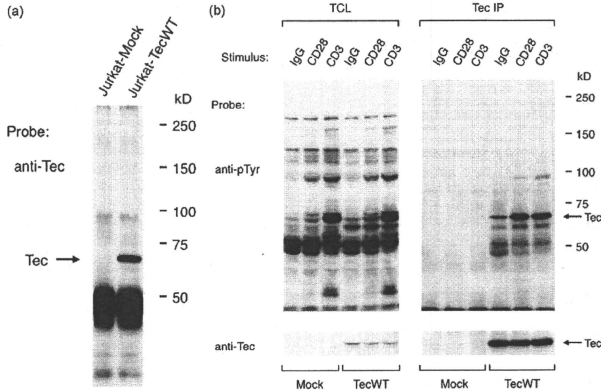 (a)
Jurkat-Mock
Jurkat-TecWT
kD
Probe:
anti-Tec
250
150
100
75
50
Tec
(b)
TCL
Tec IP
Stimulus:
IgG CD28 CD3 IgG CD28 CD3
IgG CD28 CD3 IgG CD28 CD3
kD
Probe:
anti-pTyr
250
150
100
75
Tec
50
anti-Tec
Tec
Mock TecWT Mock TecWT